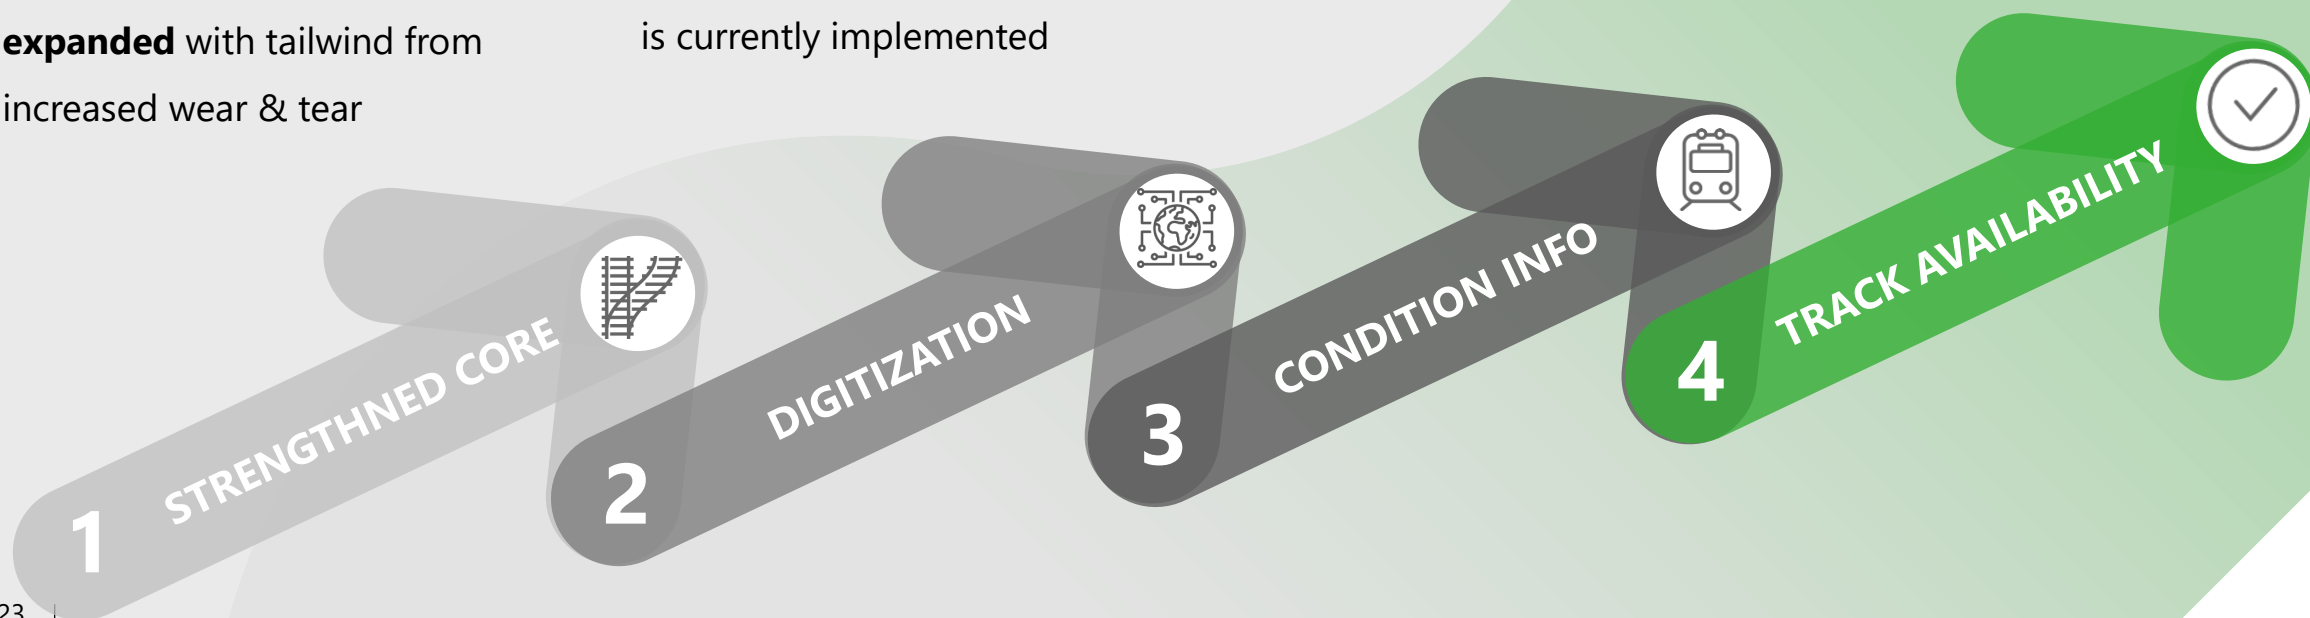 expanded with tailwind from
increased wear & tear
is currently implemented
1 STRENGTHNED CORE
2 DIGITIZATION
3 CONDITION INFO
4 TRACK AVAILABILITY
23